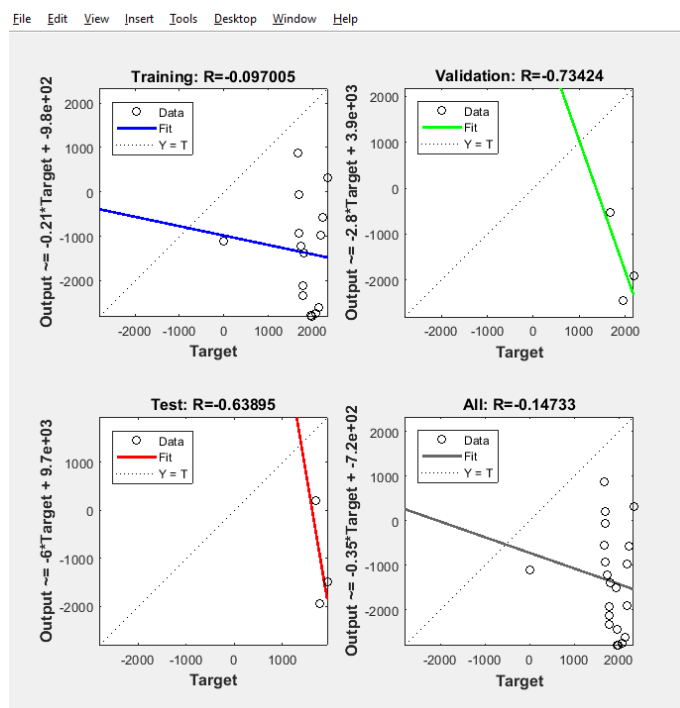 File Edit View Insert Tools Desktop Window Help
Training: R=-0.097005
Output ~= -0.21*Target + -9.8e+02
2000
1000
0
-1000
-2000
Data
Fit
Y = T
-2000 -1000 0 1000 2000
Target
Validation: R=-0.73424
Output ~= -2.8*Target + 3.9e+03
2000
1000
0
-1000
-2000
Data
Fit
Y = T
-2000 -1000 0 1000 2000
Target
Test: R=-0.63895
Output ~= -6*Target + 9.7e+03
1000
0
-1000
-2000
Data
Fit
Y = T
-2000 -1000 0 1000
Target
All: R=-0.14733
Output ~= -0.35*Target + -7.2e+02
2000
1000
0
-1000
-2000
Data
Fit
Y = T
-2000 -1000 0 1000 2000
Target